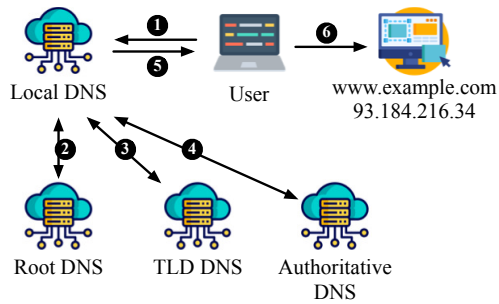 1
5
6
Local DNS
User
www.example.com
93.184.216.34
2
3
4
Root DNS
TLD DNS
Authoritative
DNS